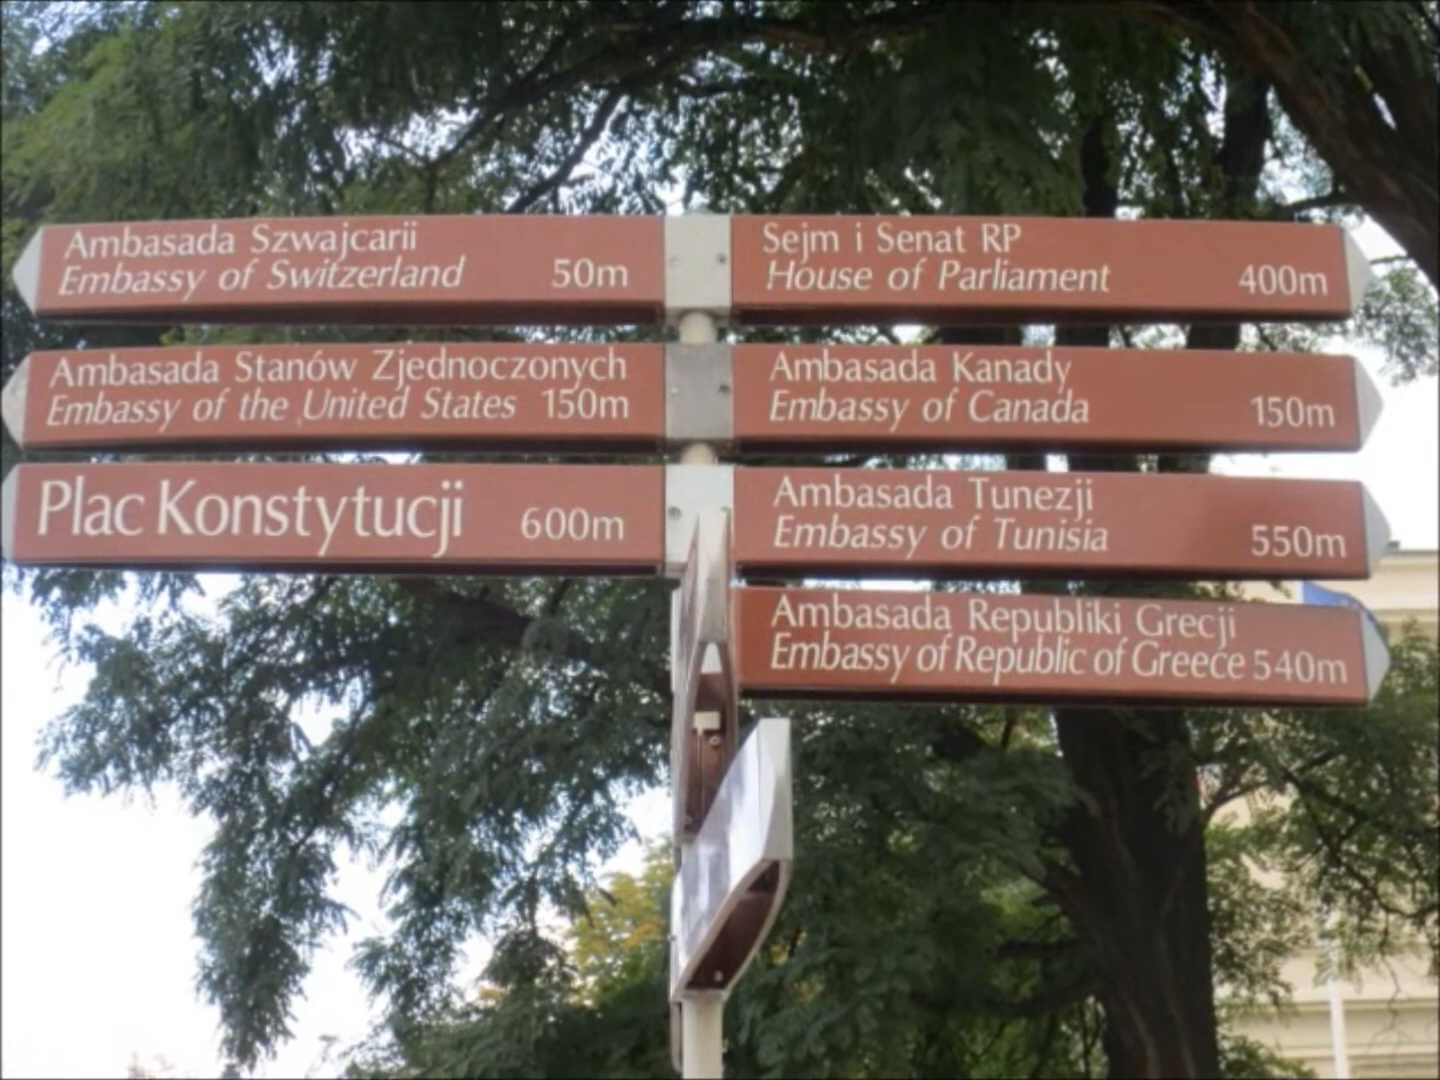 Ambasada Szwajcarii
Embassy of Switzerland 50m
Ambasada Stanów Zjednoczonych
Embassy of the United States 150m
Plac Konstytucji 600m
Sejm i Senat RP
House of Parliament 400m
Ambasada Kanady
Embassy of Canada 150m
Ambasada Tunezji
Embassy of Tunisia 550m
Ambasada Republiki Grecji
Embassy of Republic of Greece 540m